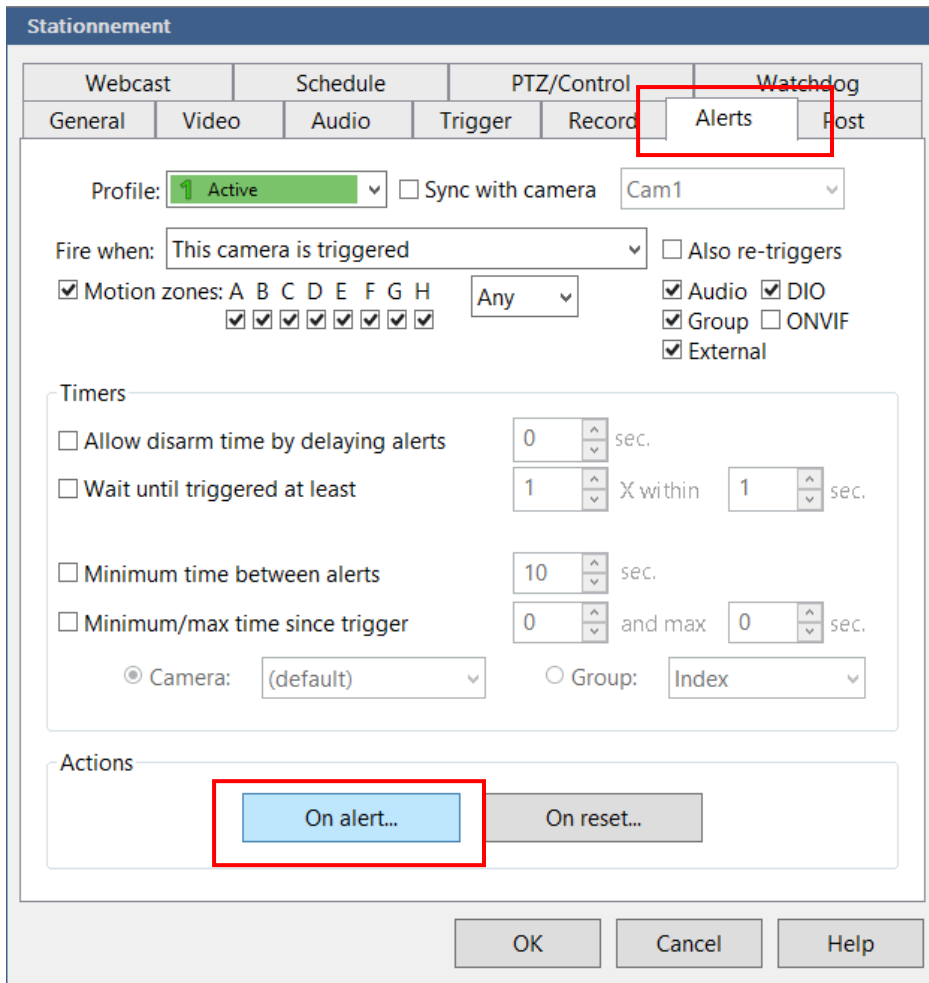 Stationnement
Webcast Schedule PTZ/Control Watchdog
General Video Audio Trigger Record Alerts Post
Profile: 1 Active Sync with camera Cam1
Fire when: This camera is triggered Also re-triggers
Motion zones: A B C D E F G H Any Audio DIO
Group ONVIF
External
Timers
Allow disarm time by delaying alerts 0 sec.
Wait until triggered at least 1 X within 1 sec.
Minimum time between alerts 10 sec.
Minimum/max time since trigger 0 and max 0 sec.
Camera: (default) Group: Index
Actions
On alert... On reset...
OK Cancel Help